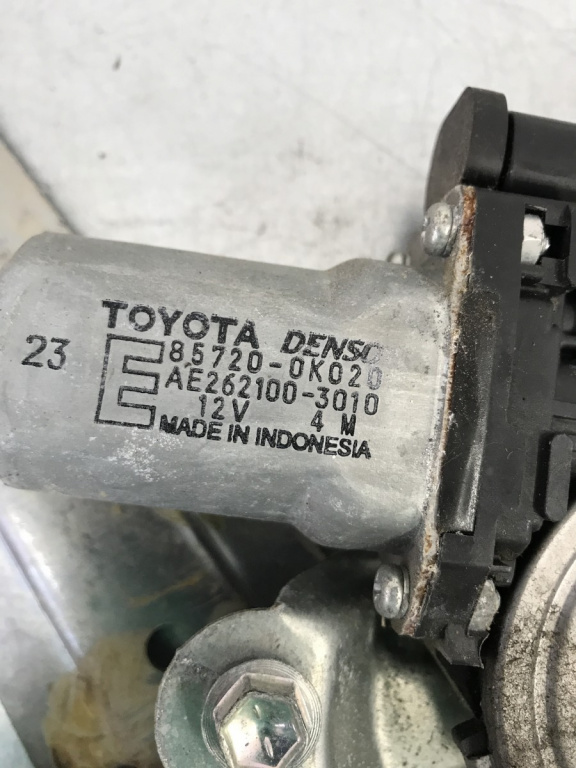 TOYOTA DENSO
23
E 85720-0K020
AE262100-3010
12V 4 M
MADE IN INDONESIA